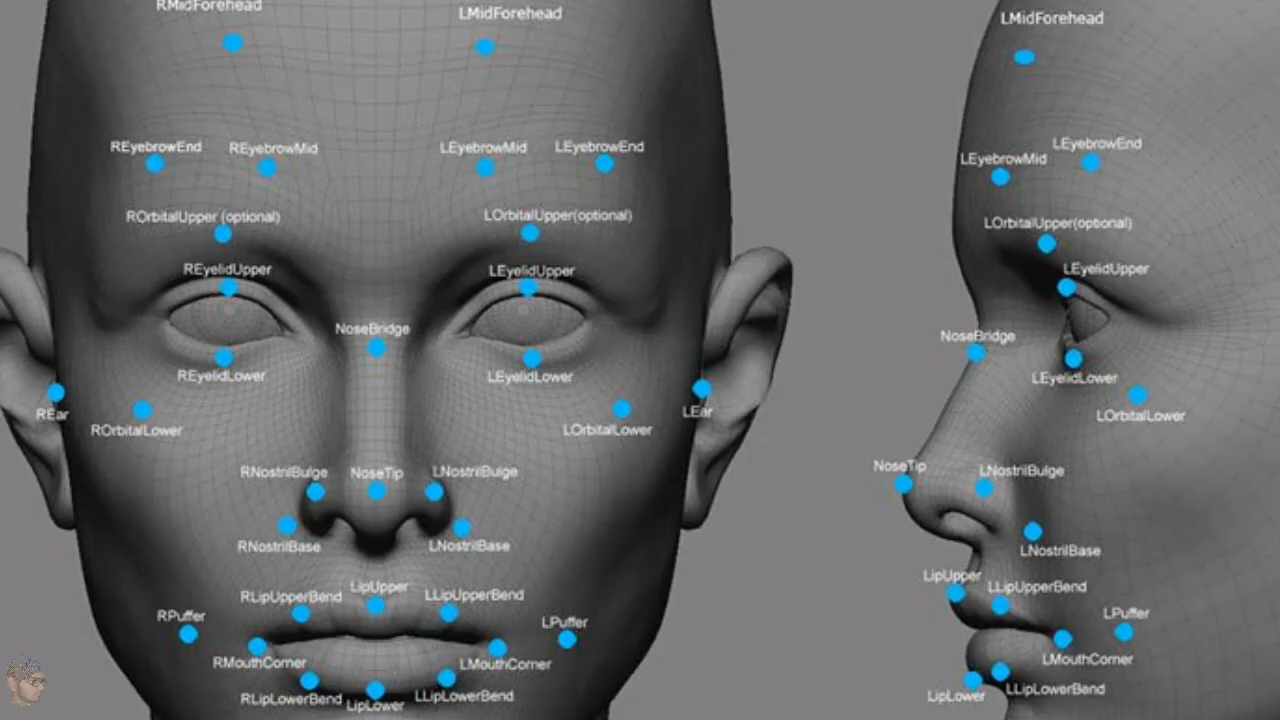 RMidForehead
LMidForehead
REyebrowEnd
REyebrowMid
LEyebrowMid
LEyebrowEnd
ROrbitalUpper (optional)
LOrbitalUpper(optional)
REyelidUpper
LEyelidUpper
NoseBridge
REyelidLower
LEyelidLower
REar
LEar
ROrbitalLower
LOrbitalLower
RNostrilBulge
NoseTip
LNostrilBulge
RNostrilBase
LNostrilBase
RLipUpperBend
LipUpper
LLipUpperBend
RPuffer
LPuffer
RMouthCorner
LMouthCorner
RLipLowerBend
LipLower
LLipLowerBend
LMidForehead
LEyebrowMid
LEyebrowEnd
LOrbitalUpper(optional)
LEyelidUpper
NoseBridge
LEyelidLower
LOrbitalLower
NoseTip
LNostrilBulge
LNostrilBase
LipUpper
LLipUpperBend
LPuffer
LMouthCorner
LipLower
LLipLowerBend